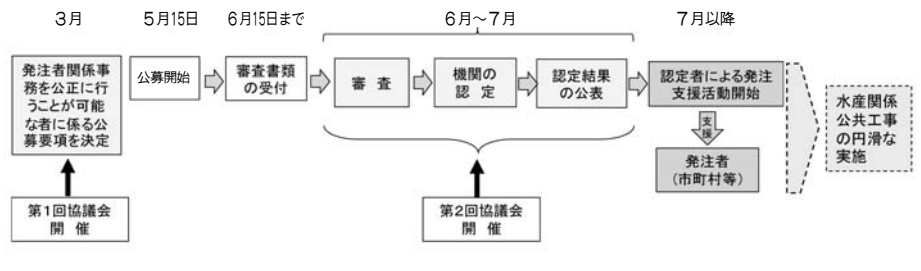 3月
5月15日
6月15日まで
6月～7月
7月以降
発注者関係事
務を公正に行
うことが可能
な者に係る公
募要項を決定
公募開始
審査書類
の受付
審 査
機関の
認 定
認定結果
の公表
認定者による発注
支援活動開始
支援
発注者
(市町村等)
水産関係
公共工事
の円滑な
実施
第1回協議会
開 催
第2回協議会
開 催